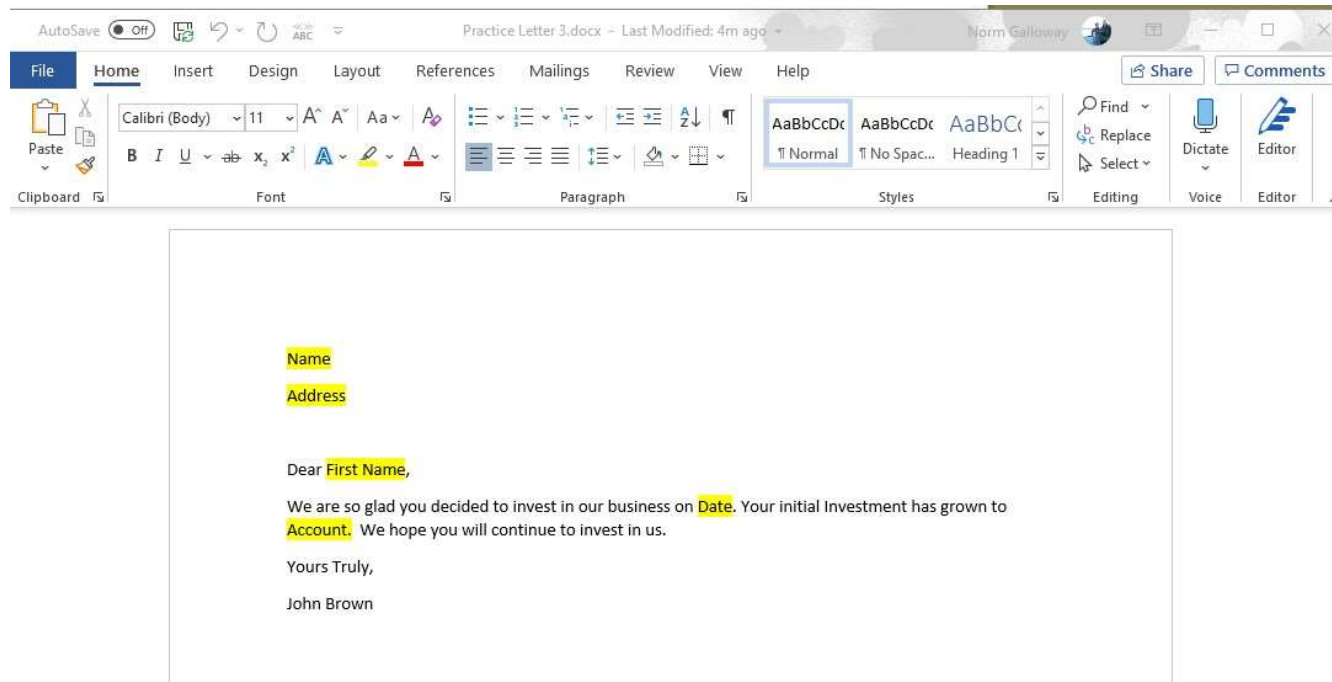 AutoSave Off ABC Practice Letter 3.docx - Last Modified: 4m ago Norm Galloway
File Home Insert Design Layout References Mailings Review View Help Share Comments
Calibri (Body) 11 A A Aa A AaBbCcDc AaBbCcDc AaBbCc Find
Paste B I U ab x₂ x² A A Normal No Spac... Heading 1 Replace Dictate Editor
Select
Clipboard Font Paragraph Styles Editing Voice Editor
Name
Address
Dear First Name,
We are so glad you decided to invest in our business on Date. Your initial Investment has grown to
Account. We hope you will continue to invest in us.
Yours Truly,
John Brown